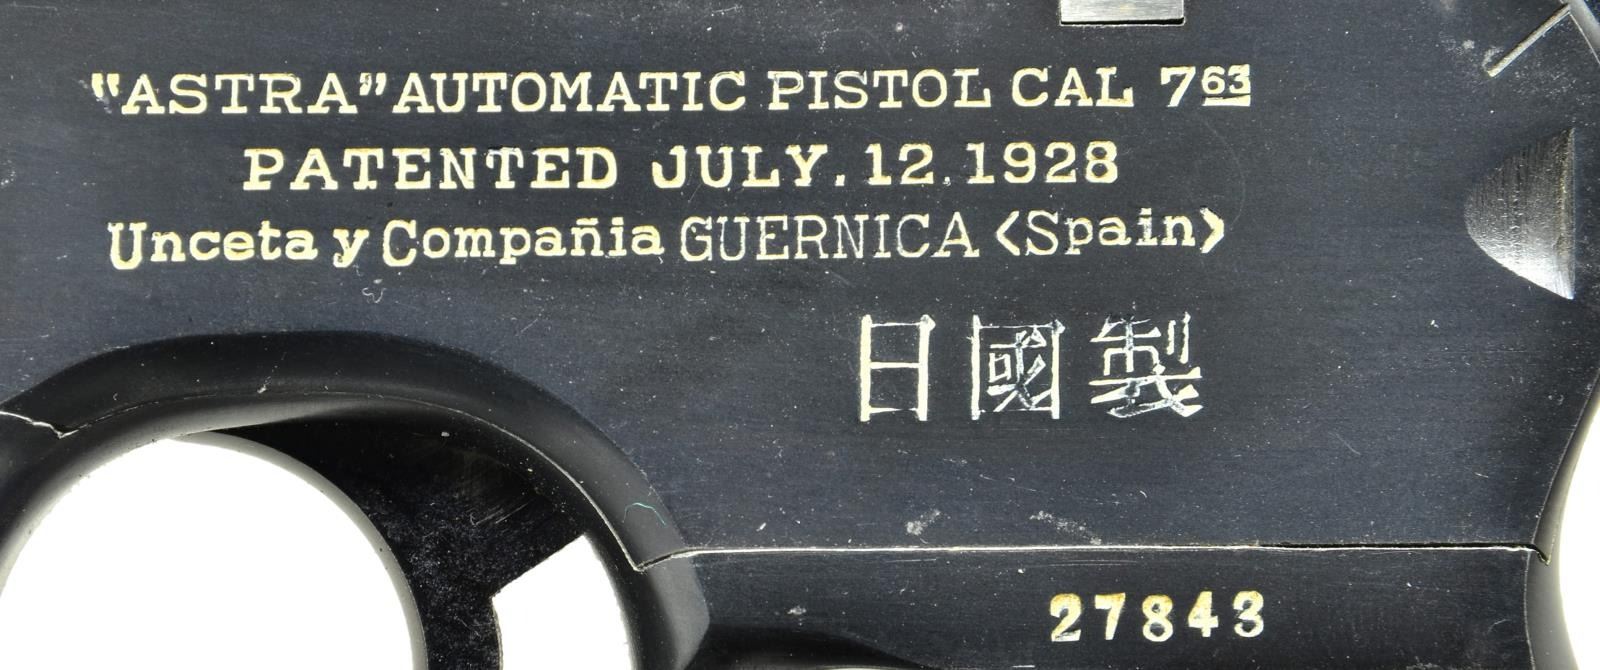 "ASTRA" AUTOMATIC PISTOL CAL 7⁶³
PATENTED JULY.12.1928
Unceta y Compañia GUERNICA <Spain>
日國製
27843